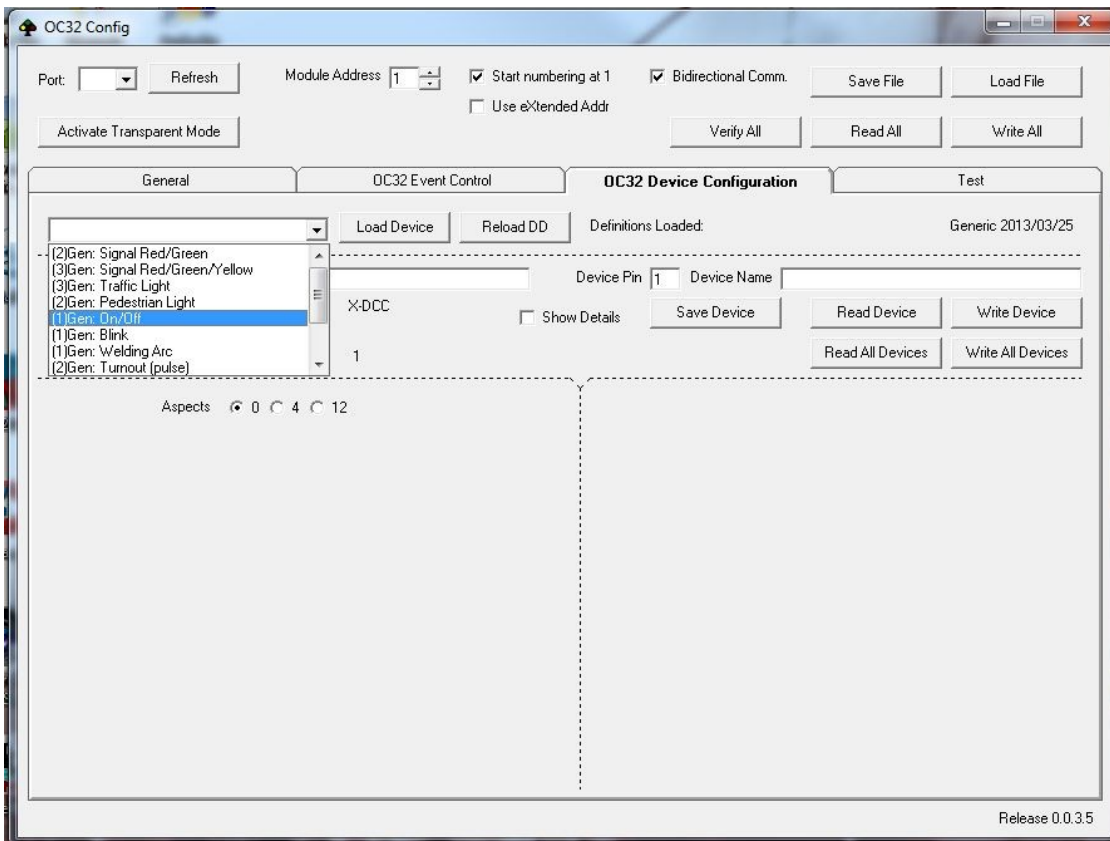 OC32 Config
Port: Refresh Module Address 1 Start numbering at 1 Bidirectional Comm. Save File Load File
Use eXtended Addr
Activate Transparent Mode Verify All Read All Write All
General OC32 Event Control OC32 Device Configuration Test
Load Device Reload DD Definitions Loaded: Generic 2013/03/25
(2)Gen: Signal Red/Green
(3)Gen: Signal Red/Green/Yellow
(3)Gen: Traffic Light
(2)Gen: Pedestrian Light
(1)Gen: On/Off
(1)Gen: Blink
(1)Gen: Welding Arc
(2)Gen: Turnout (pulse)
Device Pin 1 Device Name
X-DCC Show Details Save Device Read Device Write Device
1 Read All Devices Write All Devices
Aspects 0 4 12
Release 0.0.3.5